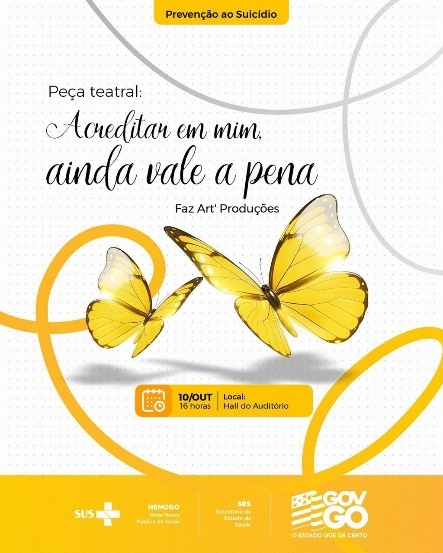 Prevenção ao Suicídio
Peça teatral:
Acreditar em mim,
ainda vale a pena
Faz Art' Produções
10/OUT
16 horas
Local:
Hall do Auditório
SUS
HEMOGO
Rede Hemo
Pública de Goiás
SES
Secretaria de
Estado da
Saúde
GOV
GO
O ESTADO QUE DÁ CERTO